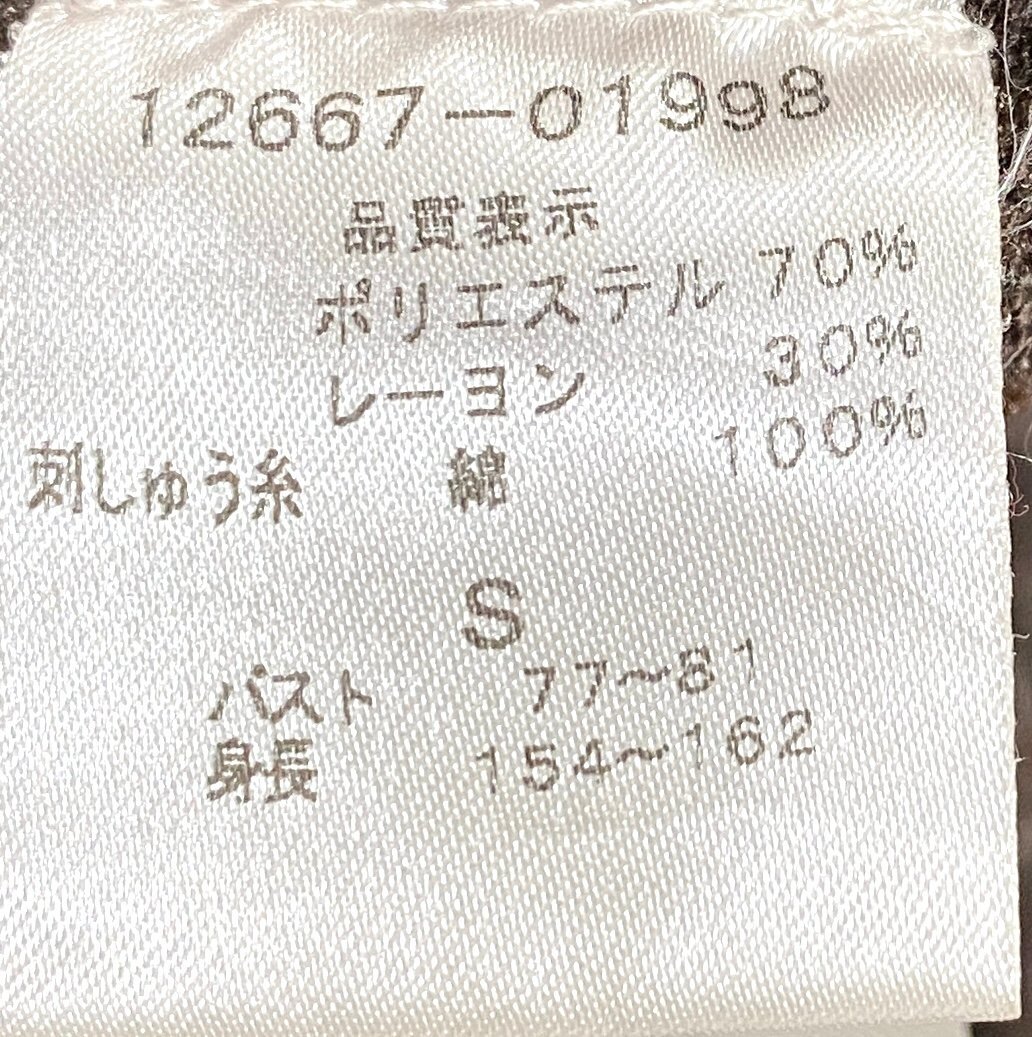 12667-01998
品質表示
ポリエステル 70%
レーヨン 30%
刺しゅう糸 綿 100%
S
バスト 77~81
身長 154~162